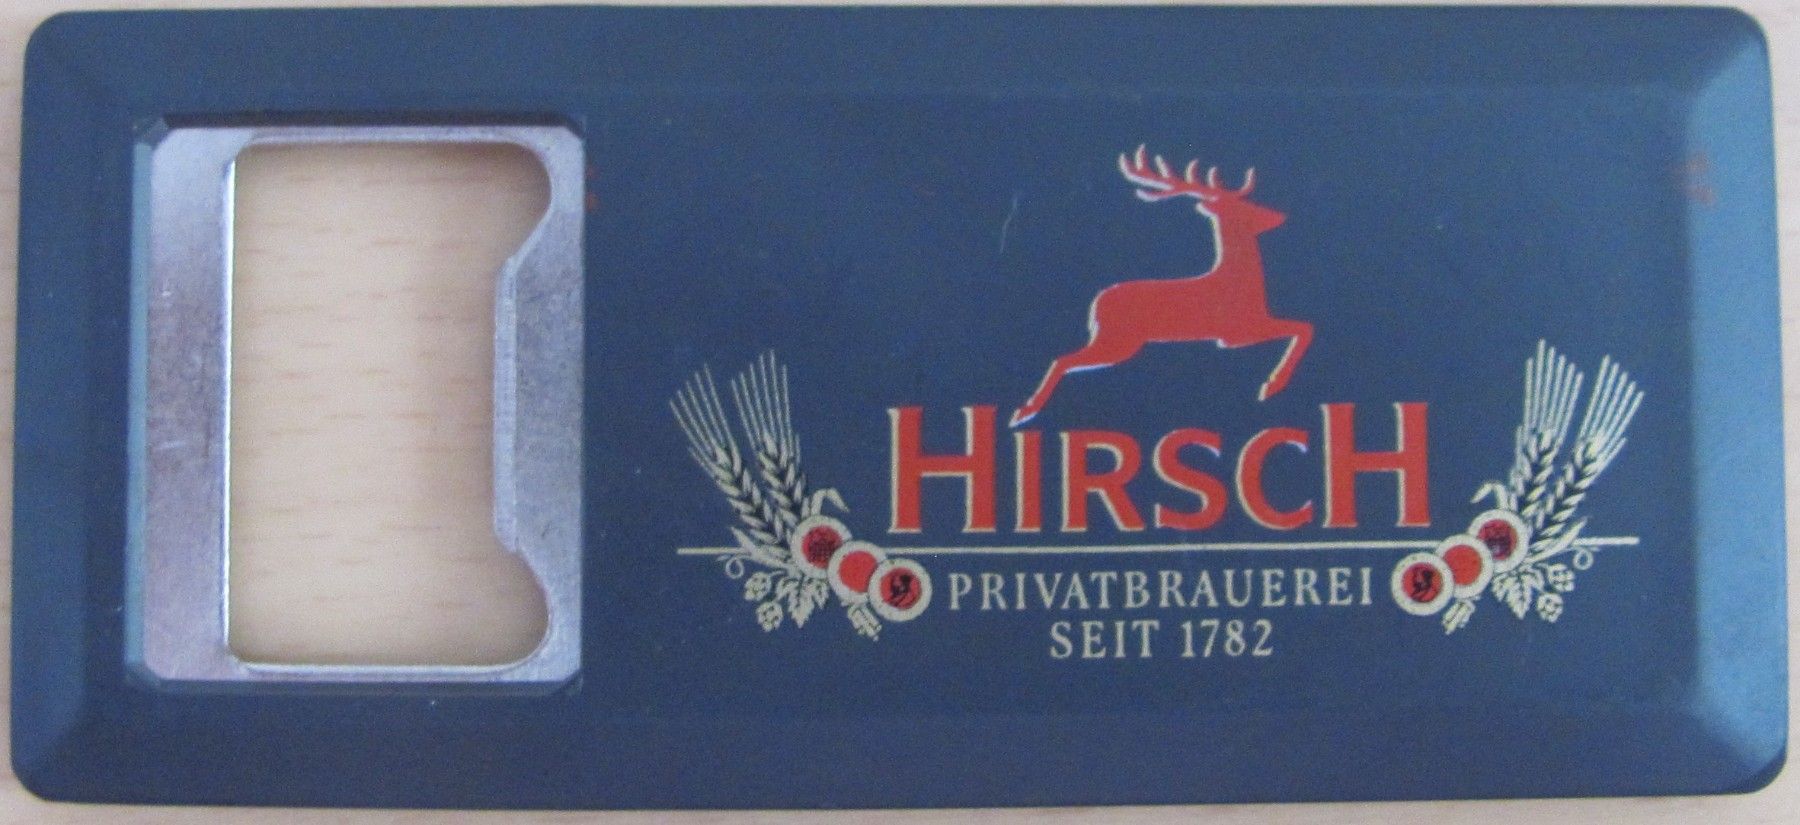 HIRSCH
PRIVATBRAUEREI
SEIT 1782